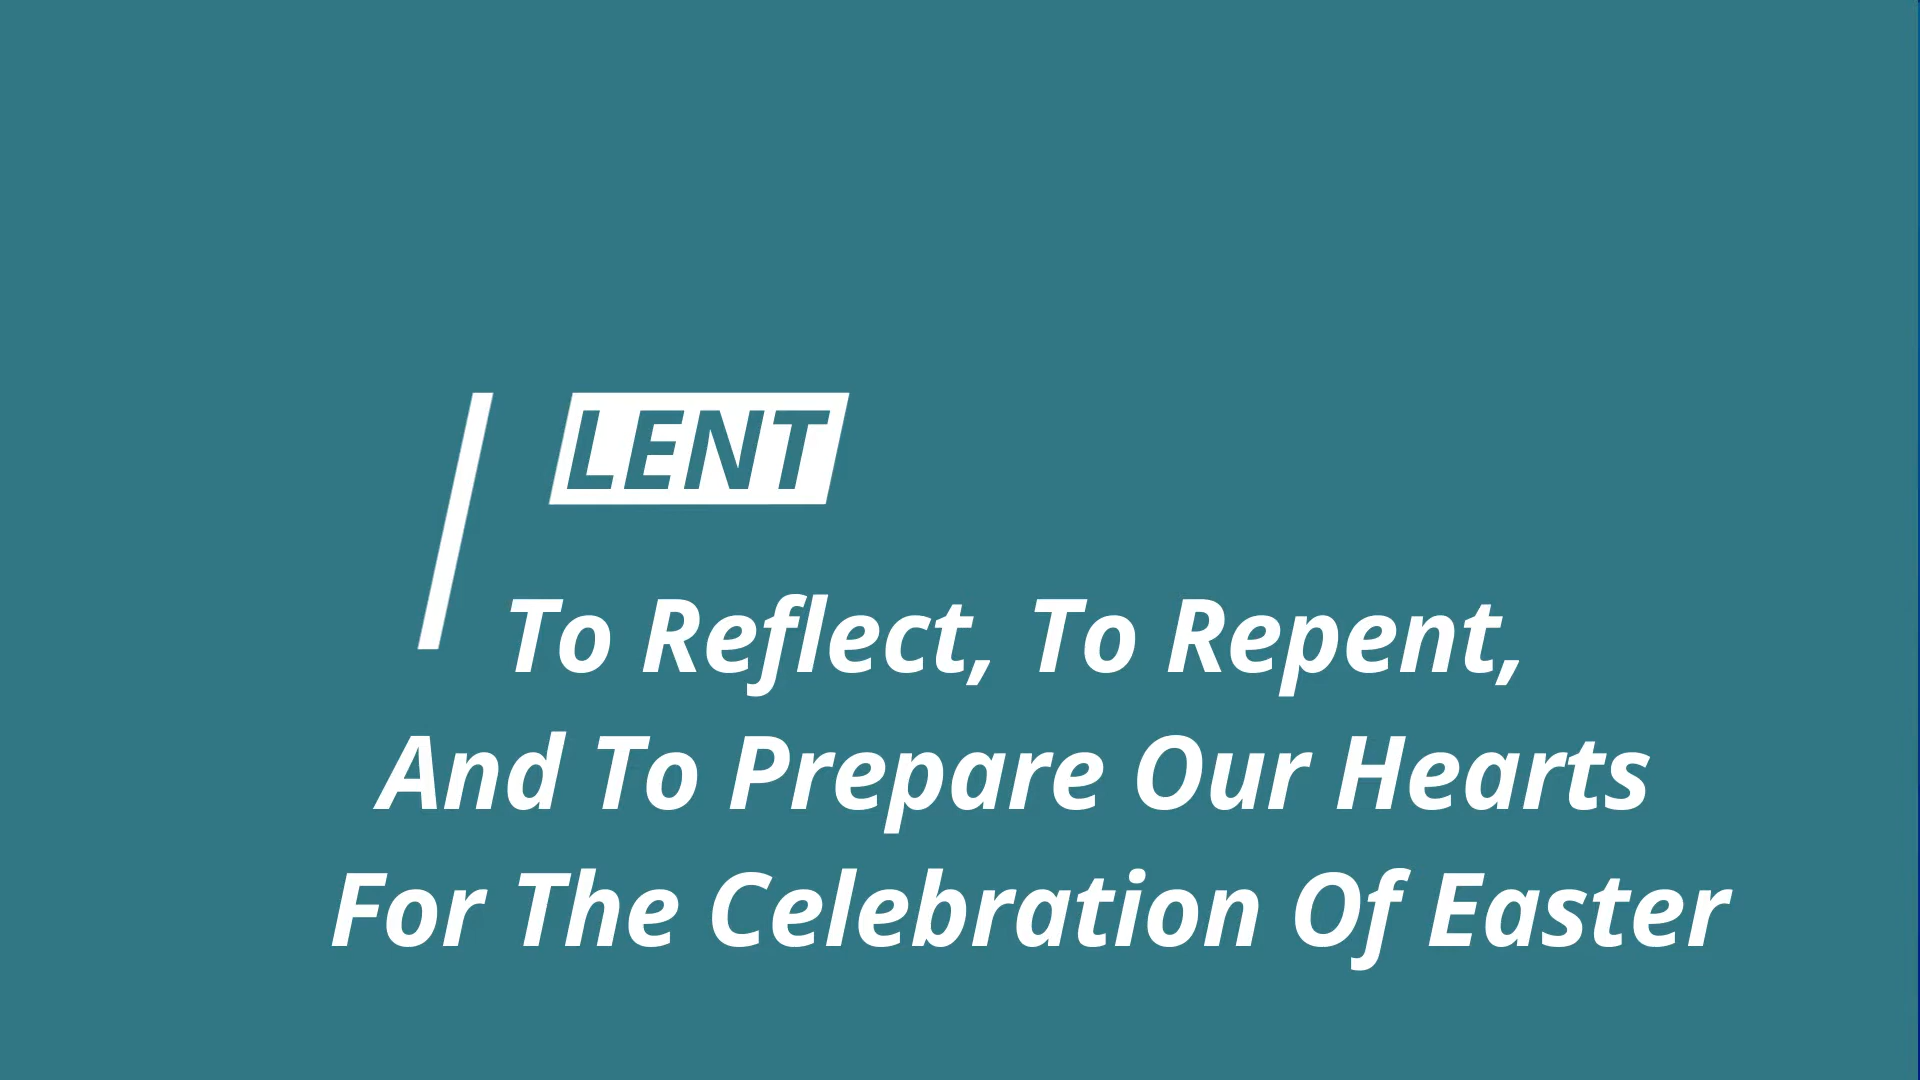 LENT
To Reflect, To Repent,
And To Prepare Our Hearts
For The Celebration Of Easter